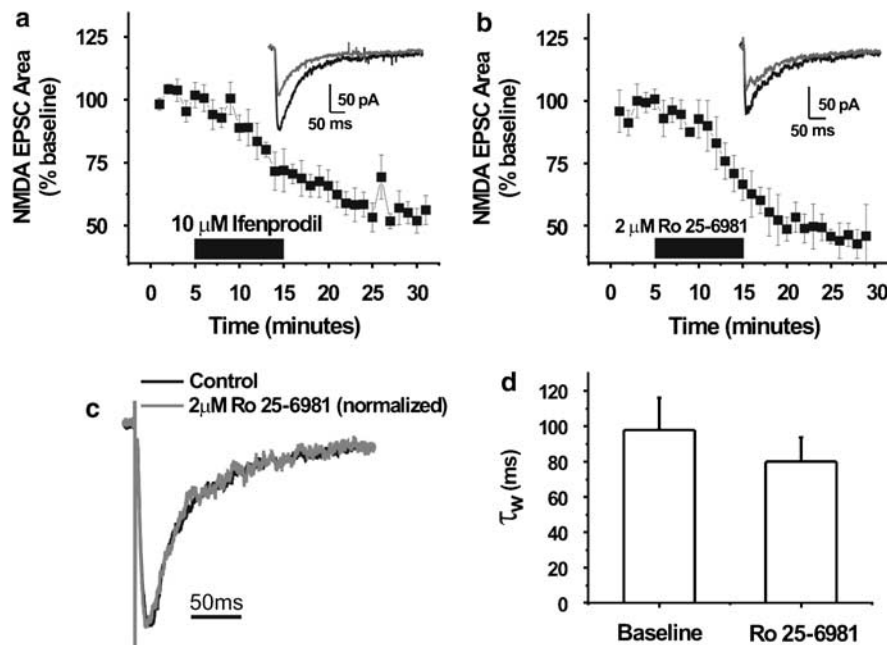 a
NMDA EPSC Area
(% baseline)
125
100
75
50
50 pA
50 ms
10 µM Ifenprodil
0 5 10 15 20 25 30
Time (minutes)
b
NMDA EPSC Area
(% baseline)
125
100
75
50
50 pA
50 ms
2 µM Ro 25-6981
0 5 10 15 20 25 30
Time (minutes)
c
Control
2µM Ro 25-6981 (normalized)
50ms
d
τw (ms)
120
100
80
60
40
20
0
Baseline Ro 25-6981